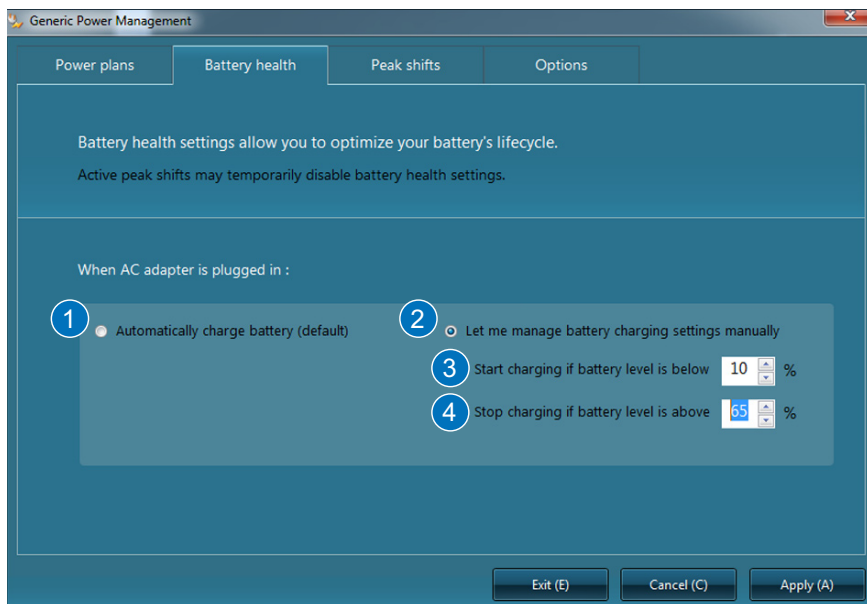 Generic Power Management
Power plans Battery health Peak shifts Options
Battery health settings allow you to optimize your battery's lifecycle.
Active peak shifts may temporarily disable battery health settings.
When AC adapter is plugged in :
1 Automatically charge battery (default) 2 Let me manage battery charging settings manually
3 Start charging if battery level is below 10 %
4 Stop charging if battery level is above 65 %
Exit (E) Cancel (C) Apply (A)